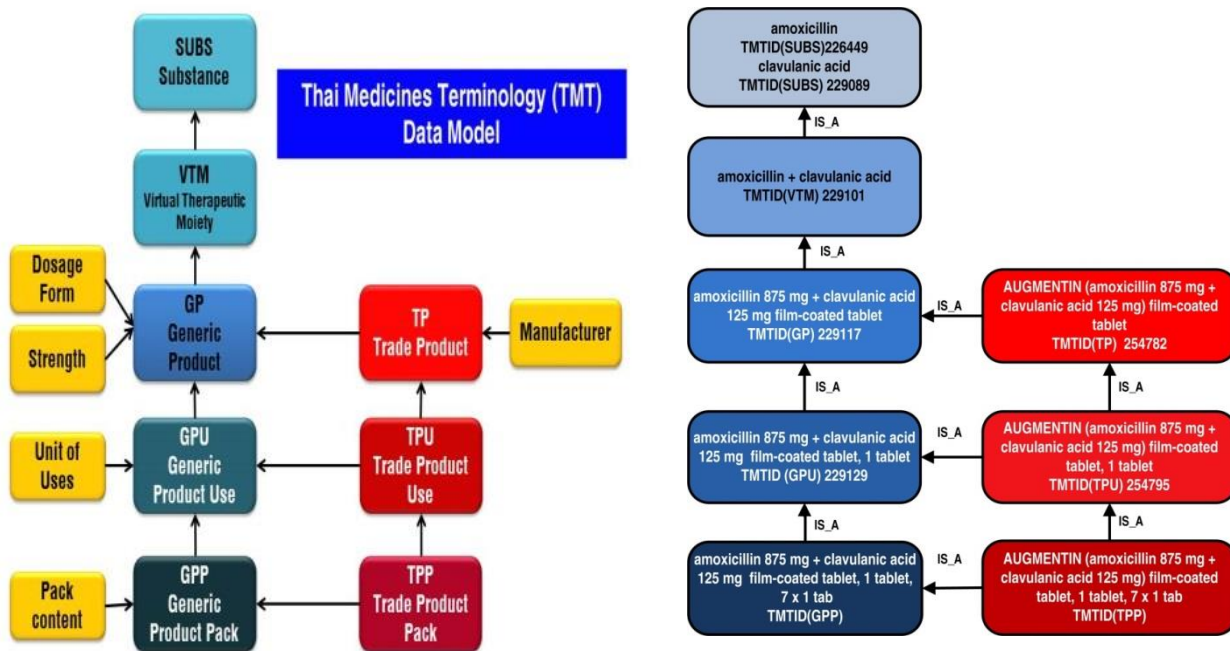 SUBS
Substance
Thai Medicines Terminology (TMT)
Data Model
VTM
Virtual Therapeutic
Moiety
Dosage
Form
Strength
GP
Generic
Product
TP
Trade Product
Manufacturer
Unit of
Uses
GPU
Generic
Product Use
TPU
Trade Product
Use
Pack
content
GPP
Generic
Product Pack
TPP
Trade Product
Pack
amoxicillin
TMTID(SUBS)226449
clavulanic acid
TMTID(SUBS) 229089
IS_A
amoxicillin + clavulanic acid
TMTID(VTM) 229101
IS_A
amoxicillin 875 mg + clavulanic acid
125 mg film-coated tablet
TMTID(GP) 229117
IS_A
AUGMENTIN (amoxicillin 875 mg +
clavulanic acid 125 mg) film-coated
tablet
TMTID(TP) 254782
IS_A
IS_A
amoxicillin 875 mg + clavulanic acid
125 mg film-coated tablet, 1 tablet
TMTID (GPU) 229129
IS_A
AUGMENTIN (amoxicillin 875 mg +
clavulanic acid 125 mg) film-coated
tablet, 1 tablet
TMTID(TPU) 254795
IS_A
IS_A
amoxicillin 875 mg + clavulanic acid
125 mg film-coated tablet, 1 tablet,
7 x 1 tab
TMTID(GPP)
IS_A
AUGMENTIN (amoxicillin 875 mg +
clavulanic acid 125 mg) film-coated
tablet, 1 tablet, 7 x 1 tab
TMTID(TPP)